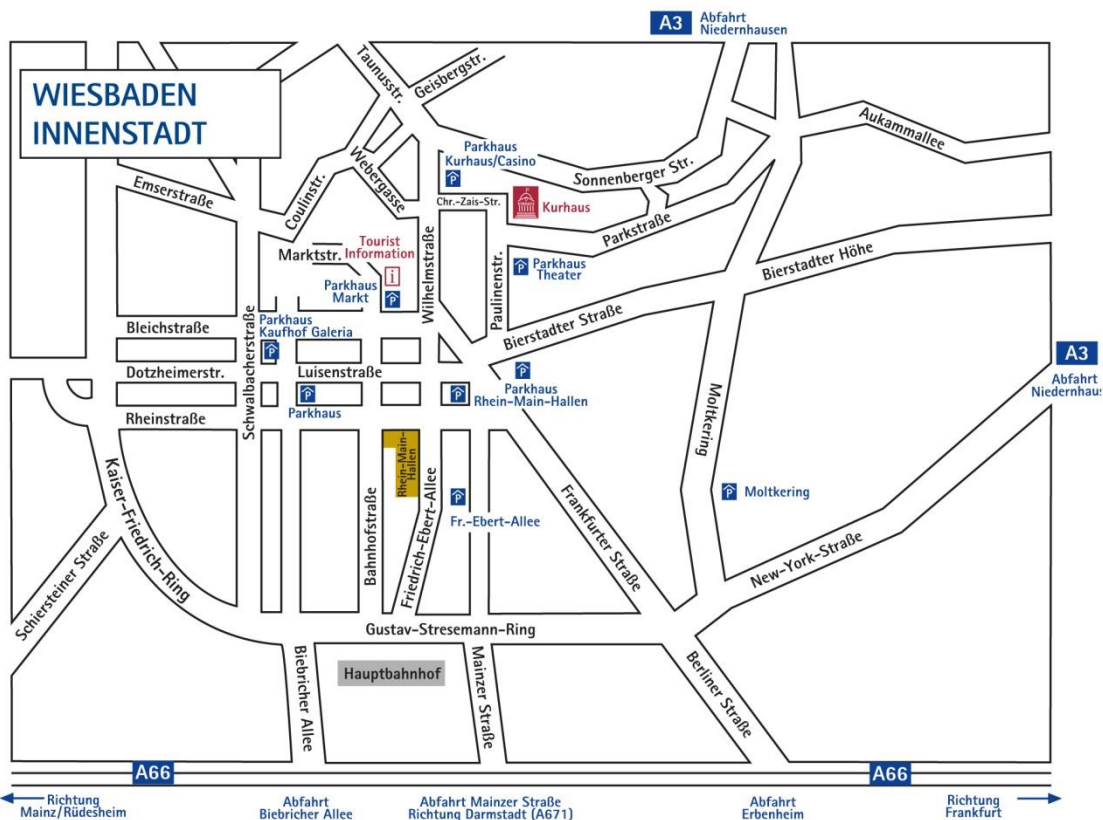 A3
Abfahrt
Niedernhausen
WIESBADEN
INNENSTADT
Taunusstr.
Geisbergstr.
Aukammallee
Parkhaus
Kurhaus/Casino
P
Sonnenberger Str.
Webergasse
Emserstraße
Coulinstr.
Chr.-Zais-Str.
Kurhaus
Parkstraße
Tourist
Information
i
Marktstr.
Wilhelmstraße
Paulinenstr.
P
Parkhaus
Theater
Bierstadter Höhe
Parkhaus
Markt
P
Bleichstraße
Parkhaus
Kaufhof Galeria
P
Bierstadter Straße
Schwalbacherstraße
Dotzheimerstr.
Luisenstraße
P
Parkhaus
Rhein-Main-Hallen
A3
Abfahrt
Niedernhaus
P
Parkhaus
P
Rheinstraße
Moltkering
Kaiser-Friedrich-Ring
Rhein-Main-
Hallen
P
Fr.-Ebert-Allee
P
Moltkering
Bahnhofstraße
Friedrich-Ebert-Allee
Frankfurter Straße
New-York-Straße
Schiersteiner Straße
Gustav-Stresemann-Ring
Hauptbahnhof
Biebricher Allee
Mainzer Straße
Berliner Straße
A66
A66
Richtung
Mainz/Rüdesheim
Abfahrt
Biebricher Allee
Abfahrt Mainzer Straße
Richtung Darmstadt (A671)
Abfahrt
Erbenheim
Richtung
Frankfurt